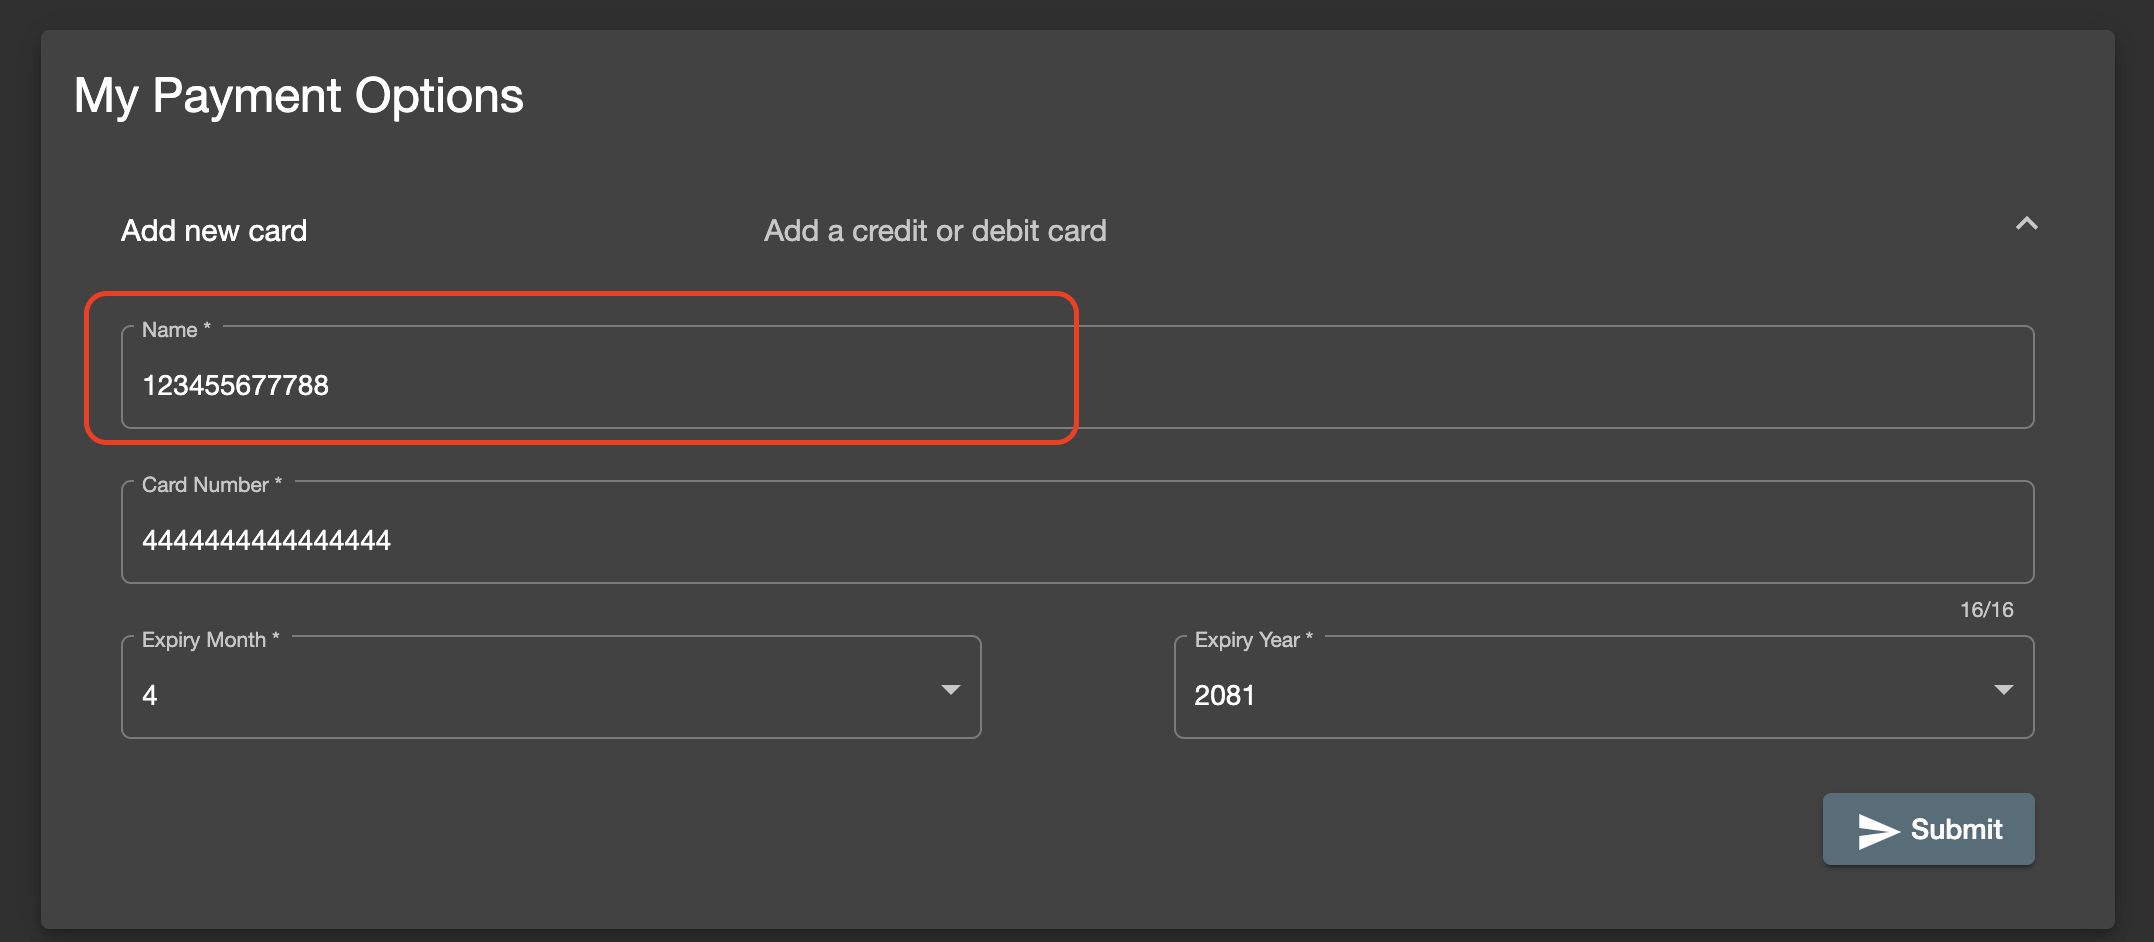 My Payment Options
Add new card
Add a credit or debit card
Name *
123455677788
Card Number *
4444444444444444
16/16
Expiry Month *
4
Expiry Year *
2081
Submit